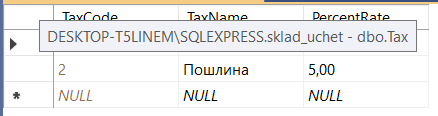 TaxCode TaxName PercentRate
DESKTOP-T5LINEM\SQLEXPRESS.sklad_uchet - dbo.Tax
2 Пошлина 5,00
NULL NULL NULL